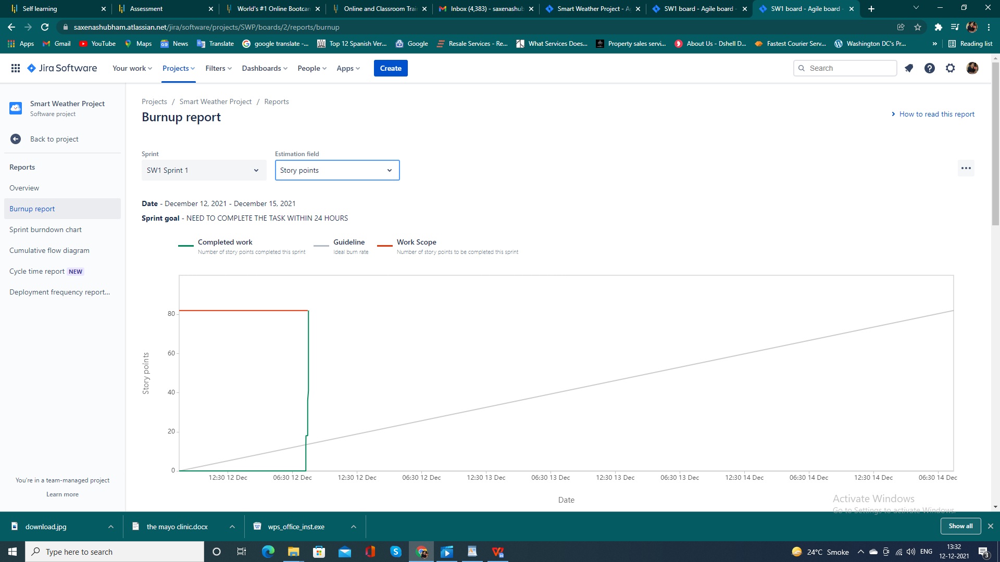 Self learning
Assessment
World's #1 Online Bootcam
Online and Classroom Trai
Inbox (4,383) - saxenashub
Smart Weather Project - Ag
SW1 board - Agile board -
SW1 board - Agile board -
saxenashubham.atlassian.net/jira/software/projects/SWP/boards/2/reports/burnup
Apps
Gmail
YouTube
Maps
News
Translate
google translate -...
Top 12 Spanish Ver...
Google
Resale Services - Re...
What Services Does...
Property sales servi...
About Us - Dshell D...
Fastest Courier Serv...
Washington DC's Pr...
»
Reading list
Jira Software
Your work
Projects
Filters
Dashboards
People
Apps
Create
Search
Smart Weather Project
Software project
Back to project
Reports
Overview
Burnup report
Sprint burndown chart
Cumulative flow diagram
Cycle time report NEW
Deployment frequency report...
You're in a team-managed project
Learn more
Projects / Smart Weather Project / Reports
Burnup report
How to read this report
Sprint
SW1 Sprint 1
Estimation field
Story points
Date - December 12, 2021 - December 15, 2021
Sprint goal - NEED TO COMPLETE THE TASK WITHIN 24 HOURS
Completed work
Number of story points completed this sprint
Guideline
Ideal burn rate
Work Scope
Number of story points to be completed this sprint
80
60
40
20
0
Story points
12:30 12 Dec
06:30 12 Dec
12:30 12 Dec
06:30 12 Dec
12:30 13 Dec
06:30 13 Dec
12:30 13 Dec
06:30 13 Dec
12:30 14 Dec
06:30 14 Dec
12:30 14 Dec
06:30 14 Dec
Date
Activate Windows
Go to Settings to activate Windows.
download.jpg
the mayo clinic.docx
wps_office_inst.exe
Show all
Type here to search
24°C Smoke
ENG
13:32
12-12-2021
3